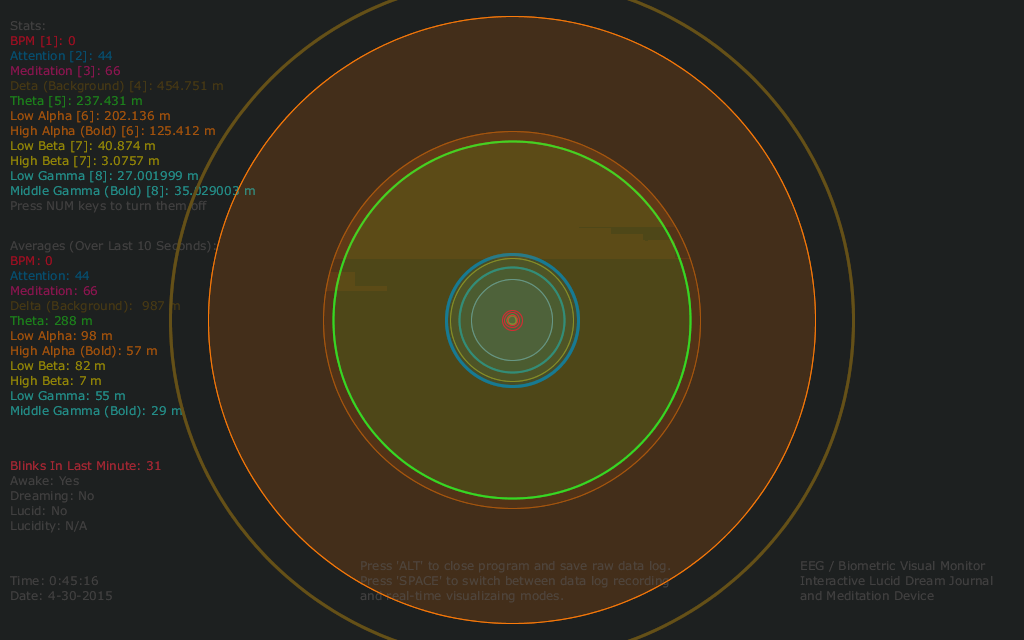 Stats:
BPM [1]: 0
Attention [2]: 44
Meditation [3]: 66
Deta (Background) [4]: 454.751 m
Theta [5]: 237.431 m
Low Alpha [6]: 202.136 m
High Alpha (Bold) [6]: 125.412 m
Low Beta [7]: 40.874 m
High Beta [7]: 3.0757 m
Low Gamma [8]: 27.001999 m
Middle Gamma (Bold) [8]: 35.029003 m
Press NUM keys to turn them off
Averages (Over Last 10 Seconds):
BPM: 0
Attention: 44
Meditation: 66
Delta (Background): 987 m
Theta: 288 m
Low Alpha: 98 m
High Alpha (Bold): 57 m
Low Beta: 82 m
High Beta: 7 m
Low Gamma: 55 m
Middle Gamma (Bold): 29 m
Blinks In Last Minute: 31
Awake: Yes
Dreaming: No
Lucid: No
Lucidity: N/A
Time: 0:45:16
Date: 4-30-2015
Press 'ALT' to close program and save raw data log.
Press 'SPACE' to switch between data log recording
and real-time visualizaing modes.
EEG / Biometric Visual Monitor
Interactive Lucid Dream Journal
and Meditation Device